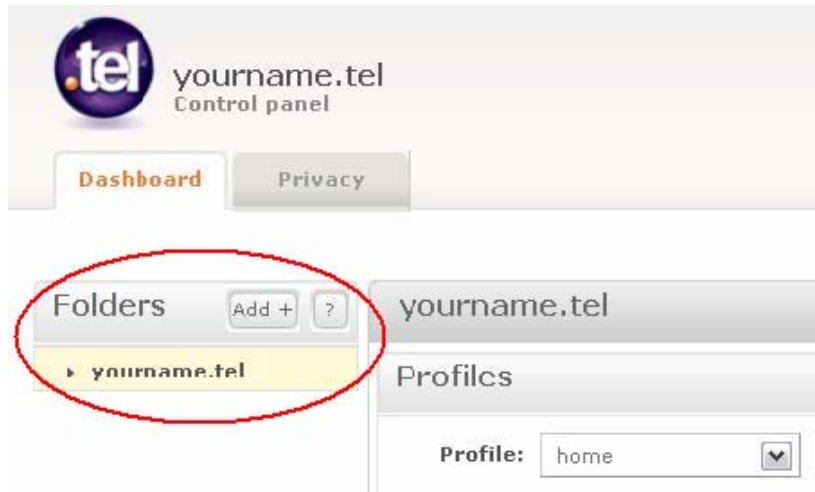 .tel
yourname.tel
Control panel
Dashboard Privacy
Folders Add + ?
yourname.tel
yourname.tel
Profiles
Profile: home